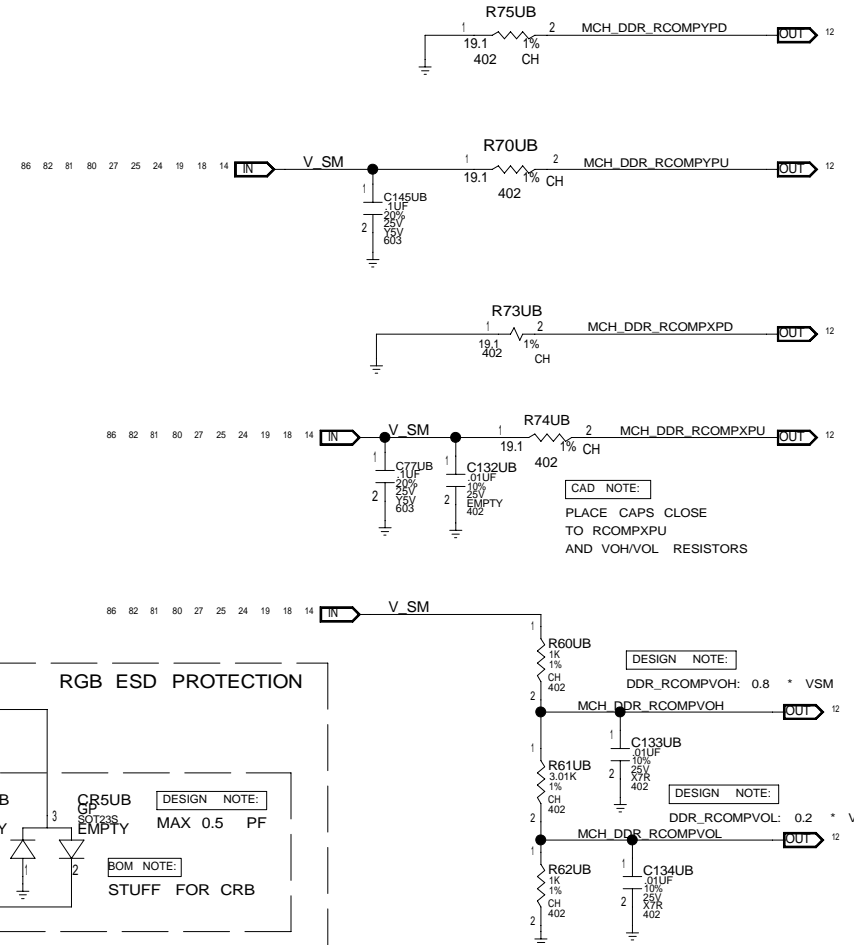 R75UB
1 2 MCH_DDR_RCOMPYPD OUT 12
19.1 1%
402 CH
R70UB
86 82 81 80 27 25 24 19 18 14 IN V_SM 1 2 MCH_DDR_RCOMPYPU OUT 12
19.1 1% CH
402
1 C145UB
.1UF
20%
25V
2 Y5V
603
R73UB
1 2 MCH_DDR_RCOMPXPD OUT 12
19.1 1%
402 CH
R74UB
86 82 81 80 27 25 24 19 18 14 IN V_SM 1 2 MCH_DDR_RCOMPXPU OUT 12
19.1 1% CH
402
1 C77UB
.1UF
20%
25V
2 Y5V
603
1 C132UB
.01UF
10%
25V
2 EMPTY
402
CAD NOTE:
PLACE CAPS CLOSE
TO RCOMPXPU
AND VOH/VOL RESISTORS
86 82 81 80 27 25 24 19 18 14 IN V_SM
1
R60UB
1K
1%
CH
402
2
DESIGN NOTE:
DDR_RCOMPVOH: 0.8 * VSM
MCH_DDR_RCOMPVOH OUT 12
1 C133UB
.01UF
10%
25V
2 X7R
402
1
R61UB
3.01K
1%
CH
402
2
DESIGN NOTE:
DDR_RCOMPVOL: 0.2 * V
MCH_DDR_RCOMPVOL OUT 12
1
R62UB
1K
1%
CH
402
2
1 C134UB
.01UF
10%
25V
2 X7R
402
RGB ESD PROTECTION
B
Y
3 CR5UB
GP
SOT23S
EMPTY
1 2
DESIGN NOTE:
MAX 0.5 PF
BOM NOTE:
STUFF FOR CRB